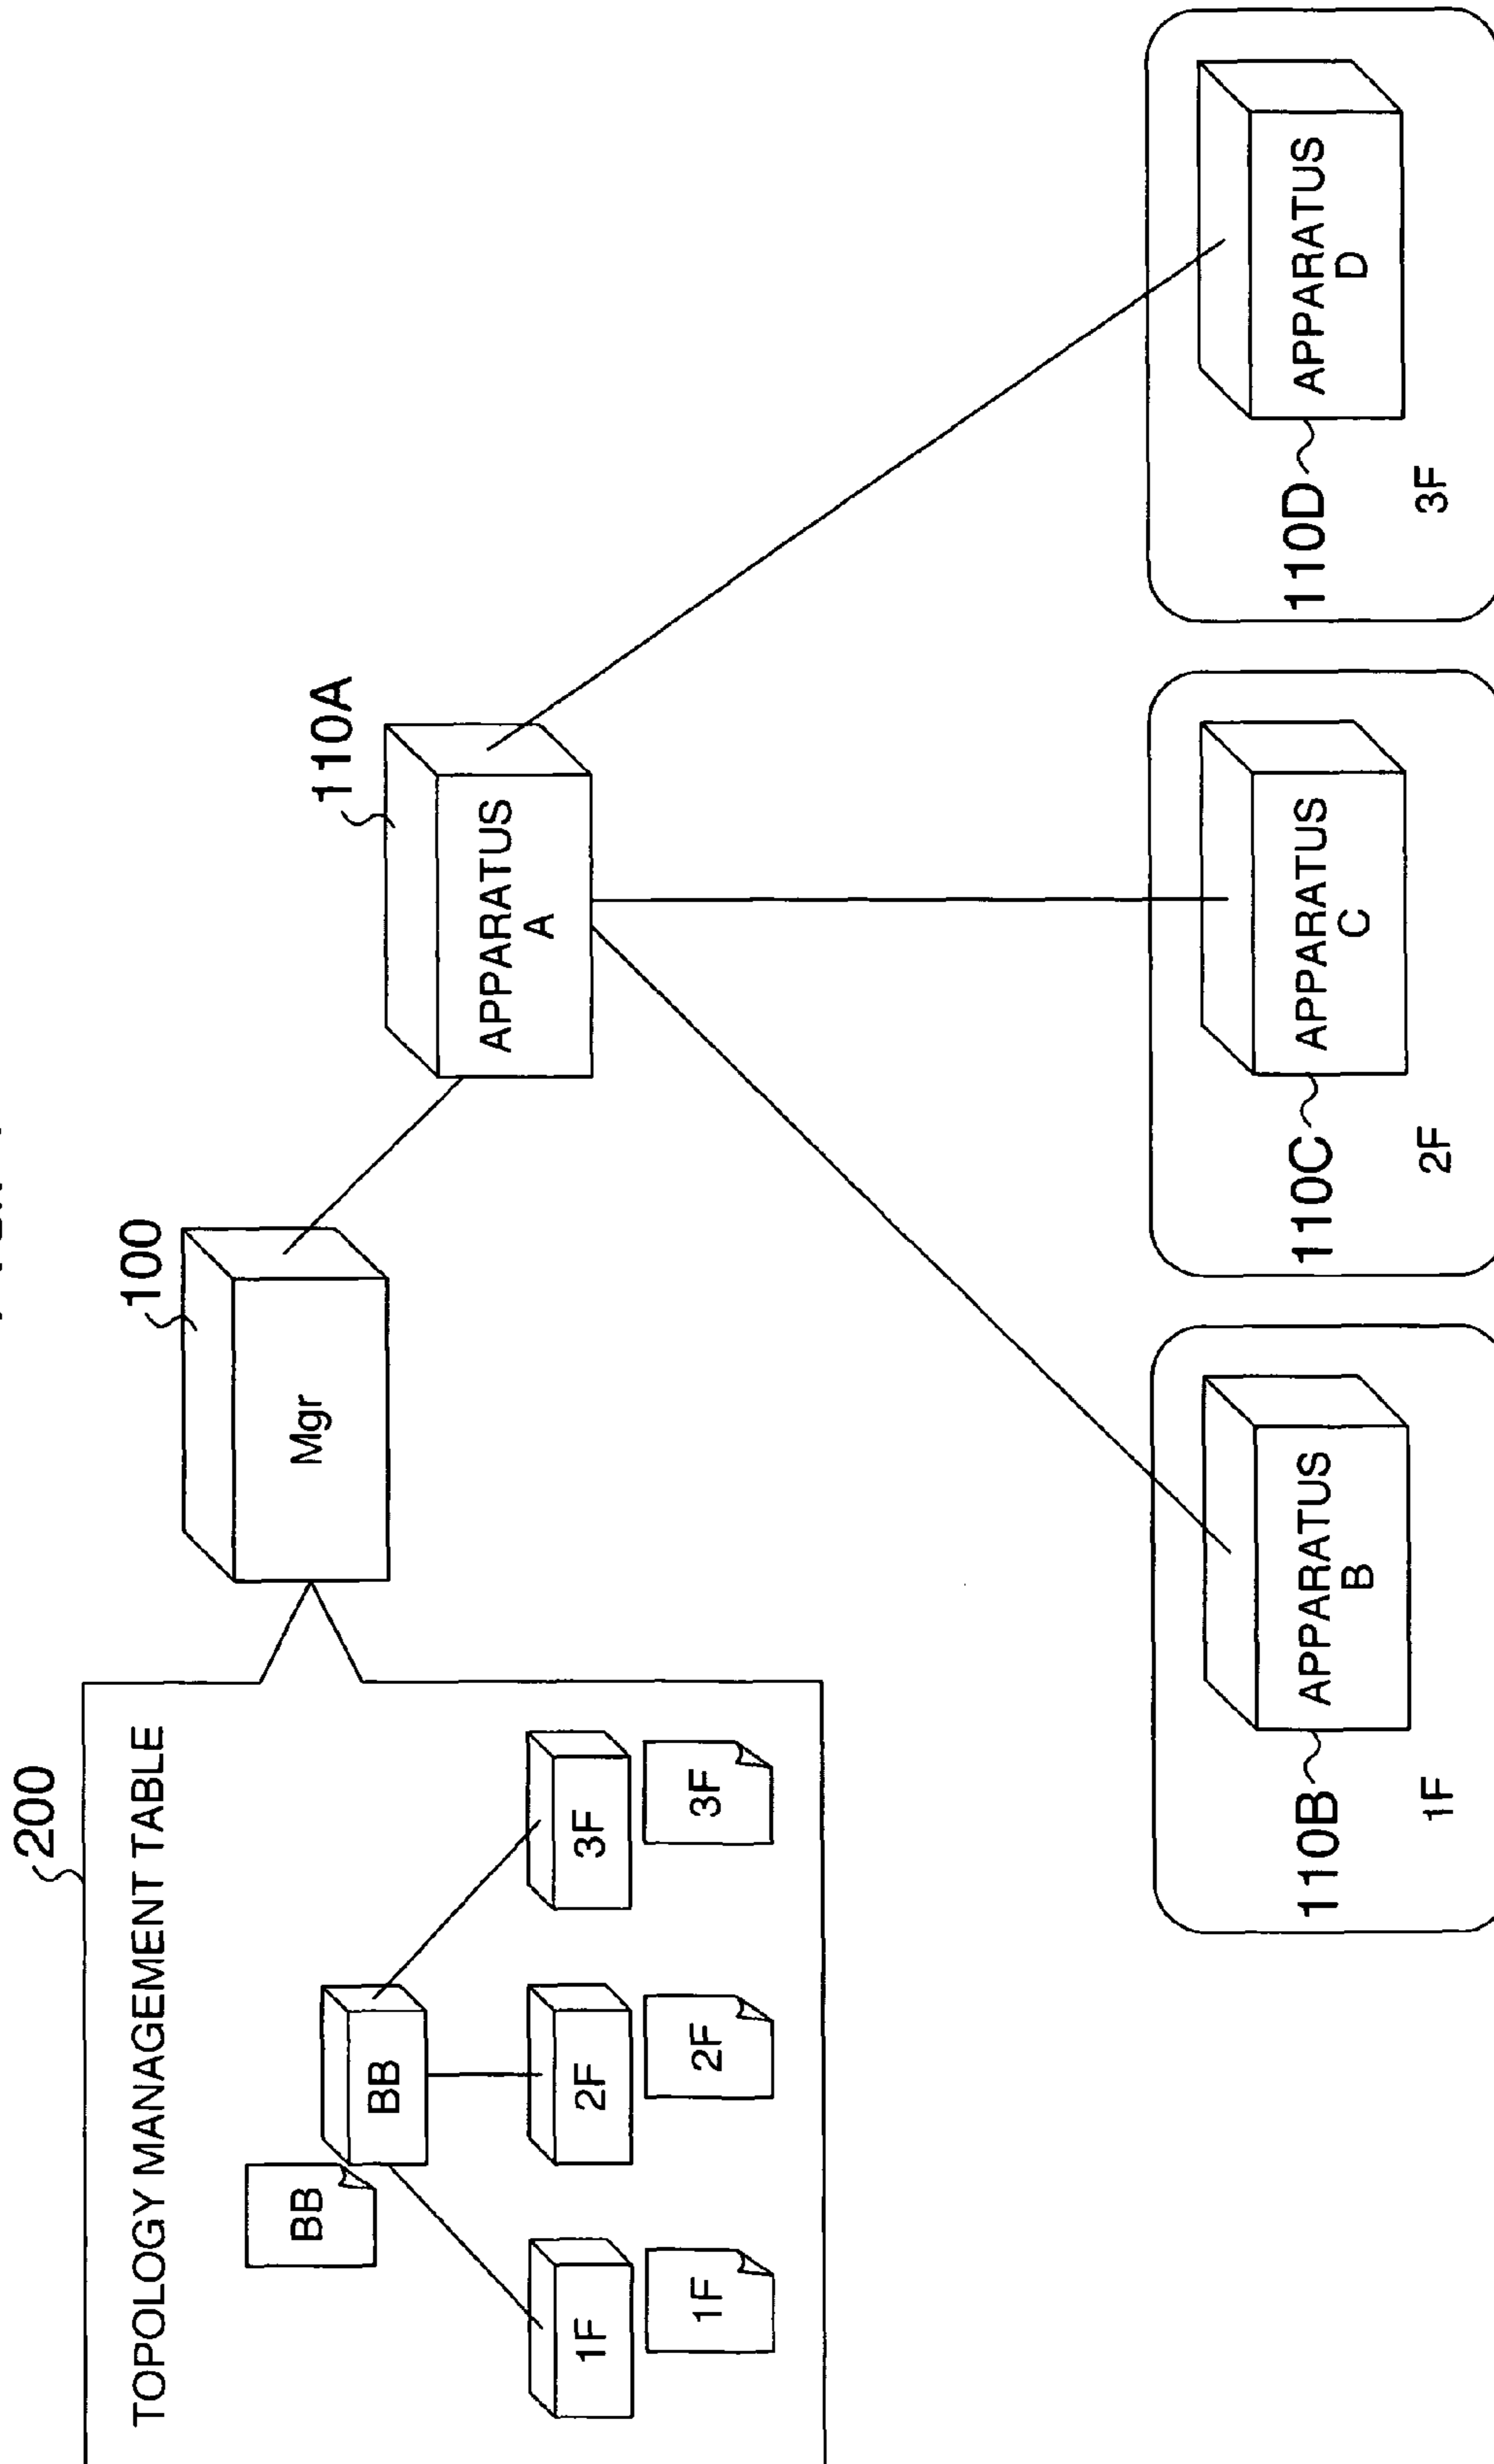 200
TOPOLOGY MANAGEMENT TABLE
BB
BB
1F
2F
3F
1F
2F
3F
100
Mgr
110A
APPARATUS
A
110B
APPARATUS
B
1F
110C
APPARATUS
C
2F
110D
APPARATUS
D
3F